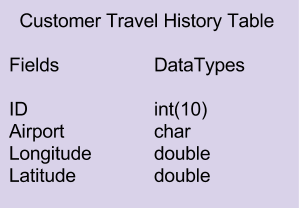 Customer Travel History Table
Fields DataTypes
ID int(10)
Airport char
Longitude double
Latitude double